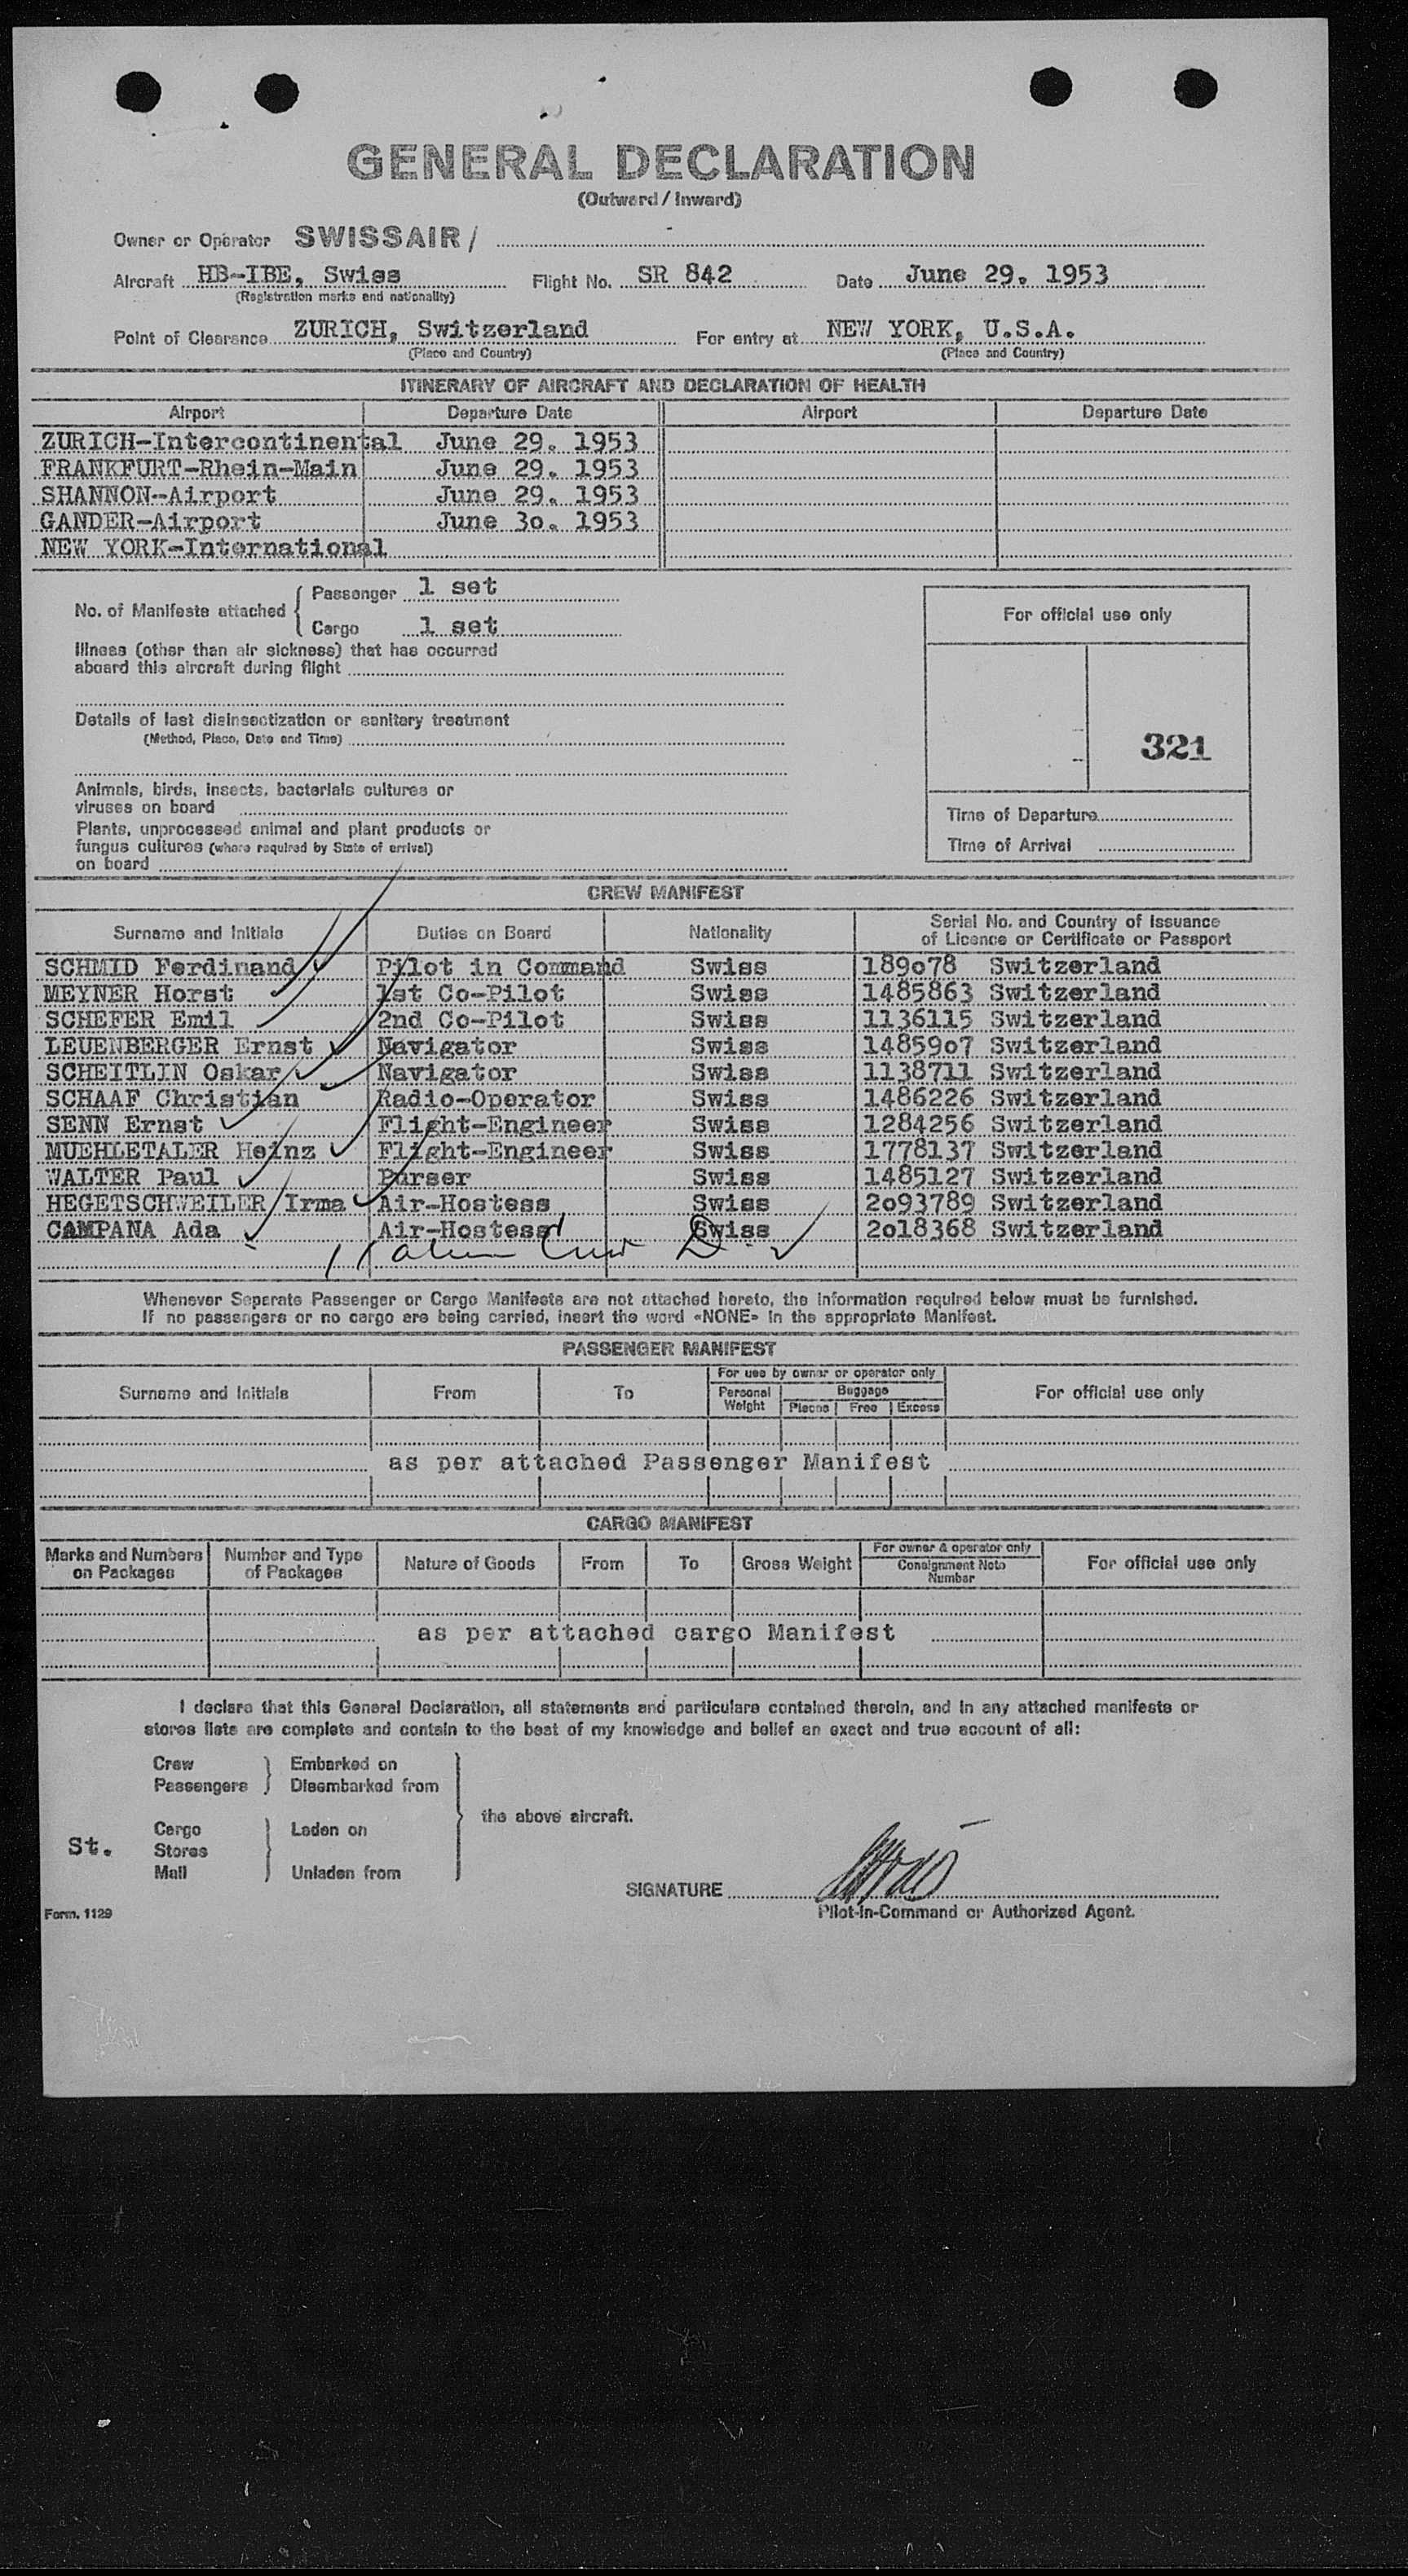 GENERAL DECLARATION
(Outward / Inward)
Owner or Operator SWISSAIR /
Aircraft HB-IBE, Swiss Flight No. SR 842 Date June 29. 1953
(Registration marks and nationality)
Point of Clearance ZURICH, Switzerland For entry at NEW YORK, U.S.A.
(Place and Country) (Place and Country)
ITINERARY OF AIRCRAFT AND DECLARATION OF HEALTH
Airport Departure Date Airport Departure Date
ZURICH-Intercontinental June 29. 1953
FRANKFURT-Rhein-Main June 29. 1953
SHANNON-Airport June 29. 1953
GANDER-Airport June 3o. 1953
NEW YORK-International
No. of Manifests attached { Passenger 1 set
Cargo 1 set
For official use only
Illness (other than air sickness) that has occurred
aboard this aircraft during flight
Details of last disinsectization or sanitary treatment
(Method, Place, Date and Time)
321
Animals, birds, insects, bacterials cultures or
viruses on board
Time of Departure
Plants, unprocessed animal and plant products or
fungus cultures (where required by State of arrival)
on board
Time of Arrival
CREW MANIFEST
Surname and Initials Duties on Board Nationality Serial No. and Country of Issuance
of Licence or Certificate or Passport
SCHMID Ferdinand Pilot in Command Swiss 189o78 Switzerland
MEYNER Horst 1st Co-Pilot Swiss 1485863 Switzerland
SCHEFER Emil 2nd Co-Pilot Swiss 1136115 Switzerland
LEUENBERGER Ernst Navigator Swiss 14859o7 Switzerland
SCHEITLIN Oskar Navigator Swiss 1138711 Switzerland
SCHAAF Christian Radio-Operator Swiss 1486226 Switzerland
SENN Ernst Flight-Engineer Swiss 1284256 Switzerland
MUEHLETALER Heinz Flight-Engineer Swiss 1778137 Switzerland
WALTER Paul Purser Swiss 1485127 Switzerland
HEGETSCHWEILER Irma Air-Hostess Swiss 2o93789 Switzerland
CAMPANA Ada Air-Hostess Swiss 2o18368 Switzerland
11
Whenever Separate Passenger or Cargo Manifests are not attached hereto, the information required below must be furnished.
If no passengers or no cargo are being carried, insert the word «NONE» in the appropriate Manifest.
PASSENGER MANIFEST
Surname and Initials From To For use by owner or operator only For official use only
Personal Weight Baggage
Pieces Free Excess
as per attached Passenger Manifest
CARGO MANIFEST
Marks and Numbers on Packages Number and Type of Packages Nature of Goods From To Gross Weight For owner & operator only Consignment Note Number For official use only
as per attached cargo Manifest
I declare that this General Declaration, all statements and particulars contained therein, and in any attached manifests or
stores lists are complete and contain to the best of my knowledge and belief an exact and true account of all:
Crew } Embarked on
Passengers } Disembarked from
the above aircraft.
Cargo } Laden on
St. Stores
Mail } Unladen from
SIGNATURE
Form. 1129 Pilot-in-Command or Authorized Agent.